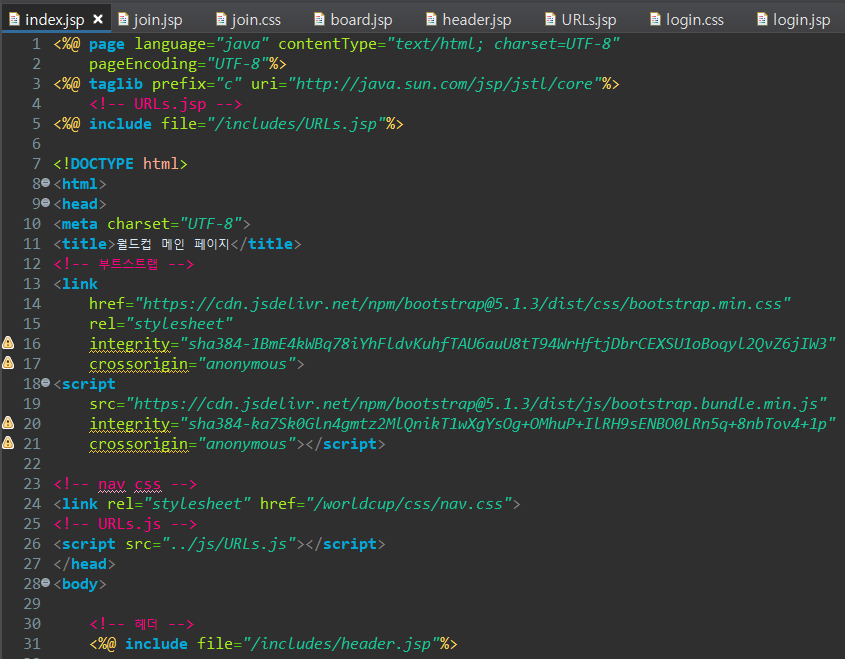 index.jsp join.jsp join.css board.jsp header.jsp URLs.jsp login.css login.jsp
1 <%@ page language="java" contentType="text/html; charset=UTF-8"
2 pageEncoding="UTF-8"%>
3 <%@ taglib prefix="c" uri="http://java.sun.com/jsp/jstl/core"%>
4 <!-- URLs.jsp -->
5 <%@ include file="/includes/URLs.jsp"%>
6
7 <!DOCTYPE html>
8 <html>
9 <head>
10 <meta charset="UTF-8">
11 <title>월드컵 메인 페이지</title>
12 <!-- 부트스트랩 -->
13 <link
14 href="https://cdn.jsdelivr.net/npm/bootstrap@5.1.3/dist/css/bootstrap.min.css"
15 rel="stylesheet"
16 integrity="sha384-1BmE4kWBq78iYhFldvKuhfTAU6auU8tT94WrHftjDbrCEXSU1oBoqyl2QvZ6jIW3"
17 crossorigin="anonymous">
18 <script
19 src="https://cdn.jsdelivr.net/npm/bootstrap@5.1.3/dist/js/bootstrap.bundle.min.js"
20 integrity="sha384-ka7Sk0Gln4gmtz2MlQnikT1wXgYsOg+OMhuP+IlRH9sENBO0LRn5q+8nbTov4+1p"
21 crossorigin="anonymous"></script>
22
23 <!-- nav css -->
24 <link rel="stylesheet" href="/worldcup/css/nav.css">
25 <!-- URLs.js -->
26 <script src="../js/URLs.js"></script>
27 </head>
28 <body>
29
30 <!-- 헤더 -->
31 <%@ include file="/includes/header.jsp"%>